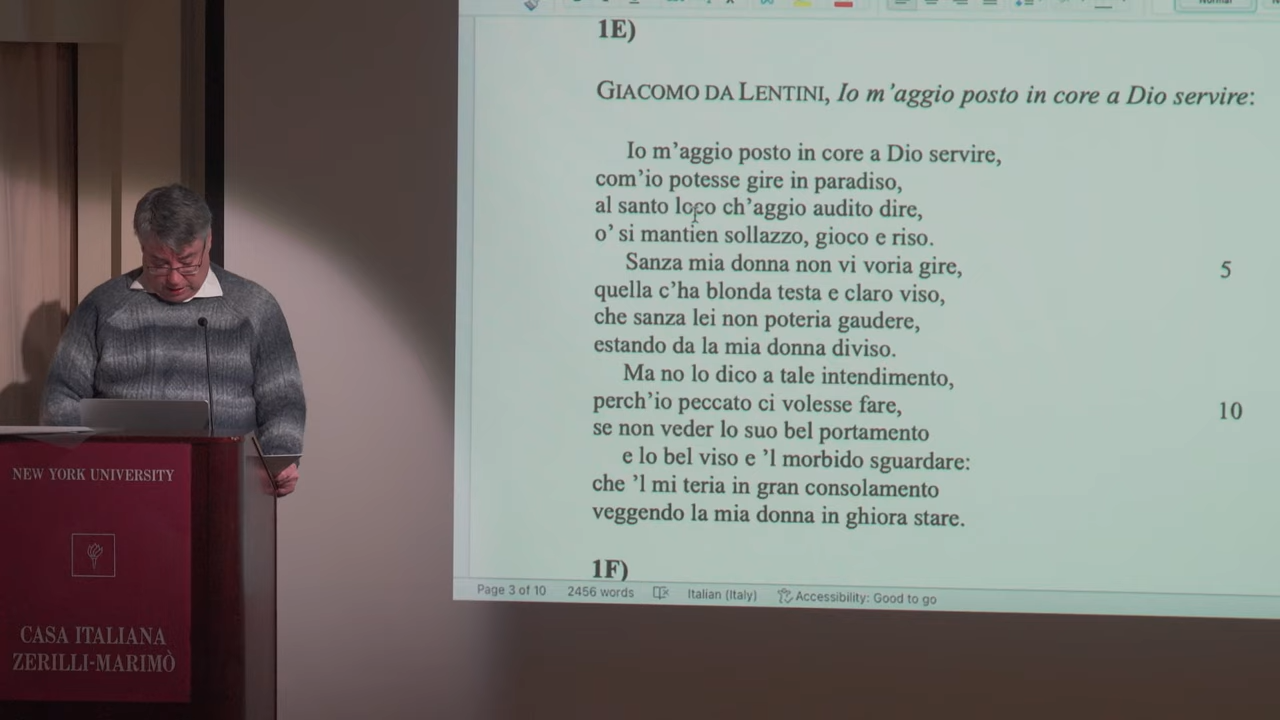 1E)
GIACOMO DA LENTINI, Io m’aggio posto in core a Dio servire:
Io m’aggio posto in core a Dio servire,
com’io potesse gire in paradiso,
al santo loco ch’aggio audito dire,
o’ si mantien sollazzo, gioco e riso.
Sanza mia donna non vi voria gire, 5
quella c’ha blonda testa e claro viso,
che sanza lei non poteria gaudere,
estando da la mia donna diviso.
Ma no lo dico a tale intendimento,
perch’io peccato ci volesse fare, 10
se non veder lo suo bel portamento
e lo bel viso e ’l morbido sguardare:
che ’l mi teria in gran consolamento
veggendo la mia donna in ghiora stare.
1F)
Page 3 of 10 2456 words Italian (Italy) Accessibility: Good to go
NEW YORK UNIVERSITY
CASA ITALIANA
ZERILLI-MARIMÒ